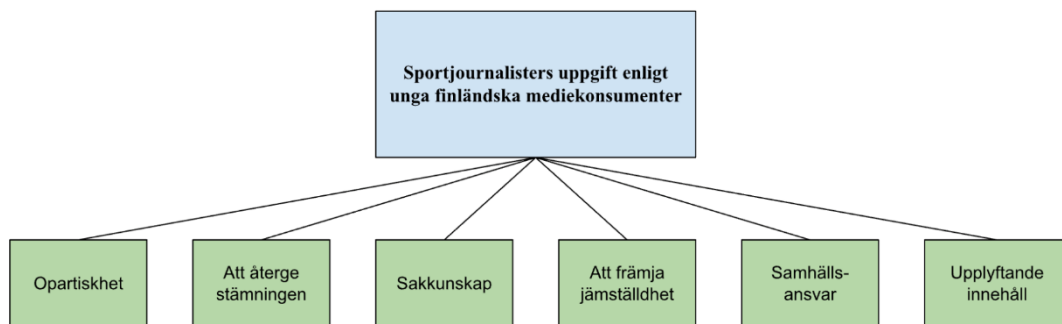 Sportjournalisters uppgift enligt
unga finländska mediekonsumenter
Opartiskhet
Att återge
stämningen
Sakkunskap
Att främja
jämställdhet
Samhälls-
ansvar
Upplyftande
innehåll